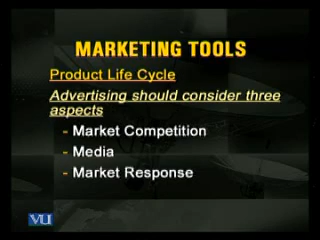 MARKETING TOOLS
Product Life Cycle
Advertising should consider three
aspects
- Market Competition
- Media
- Market Response
VU